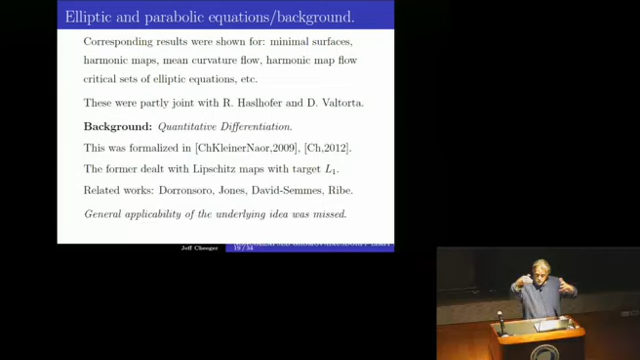 Elliptic and parabolic equations/background.
Corresponding results were shown for: minimal surfaces,
harmonic maps, mean curvature flow, harmonic map flow
critical sets of elliptic equations, etc.
These were partly joint with R. Haslhofer and D. Valtorta.
Background: Quantitative Differentiation.
This was formalized in [ChKleinerNaor,2009], [Ch,2012].
The former dealt with Lipschitz maps with target L₁.
Related works: Dorronsoro, Jones, David-Semmes, Ribe.
General applicability of the underlying idea was missed.
Jeff Cheeger
19 / 34